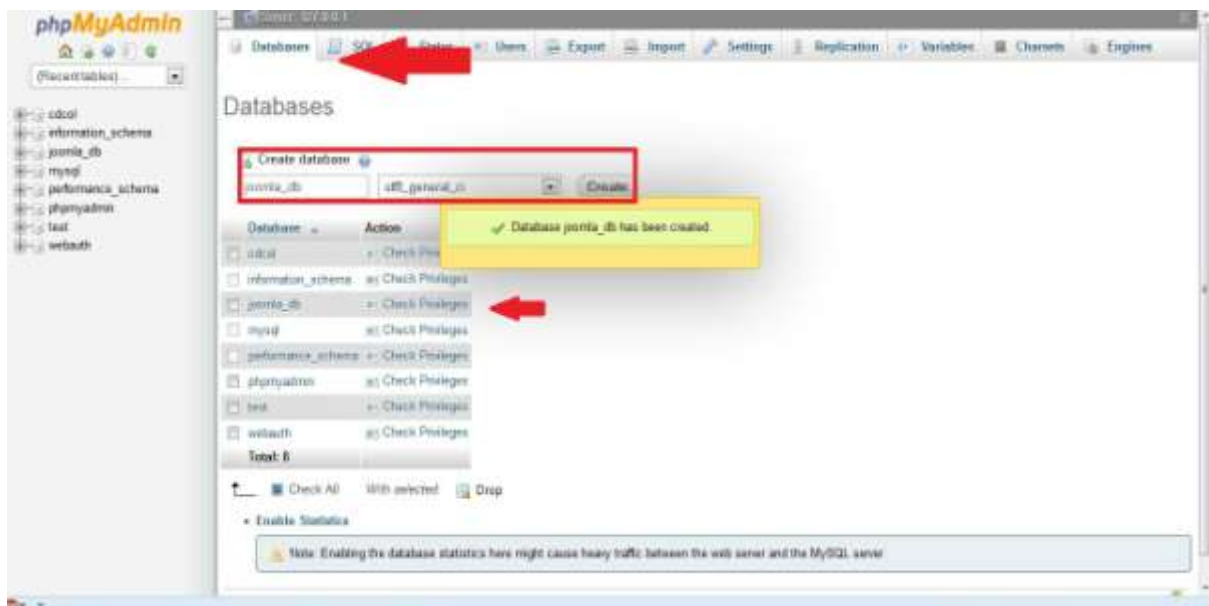 phpMyAdmin
(Recent tables) ...
cdcol
information_schema
joomla_db
mysql
performance_schema
phpmyadmin
test
webauth
Databases
Status
Users
Export
Import
Settings
Replication
Variables
Charsets
Engines
Databases
Create database
joomla_db
utf8_general_ci
Create
Database joomla_db has been created.
Database
Action
cdcol
Check
information_schema
Check Privileges
joomla_db
Check Privileges
mysql
Check Privileges
performance_schema
Check Privileges
phpmyadmin
Check Privileges
test
Check Privileges
webauth
Check Privileges
Total: 8
Check All
With selected:
Drop
Enable Statistics
Note: Enabling the database statistics here might cause heavy traffic between the web server and the MySQL server.